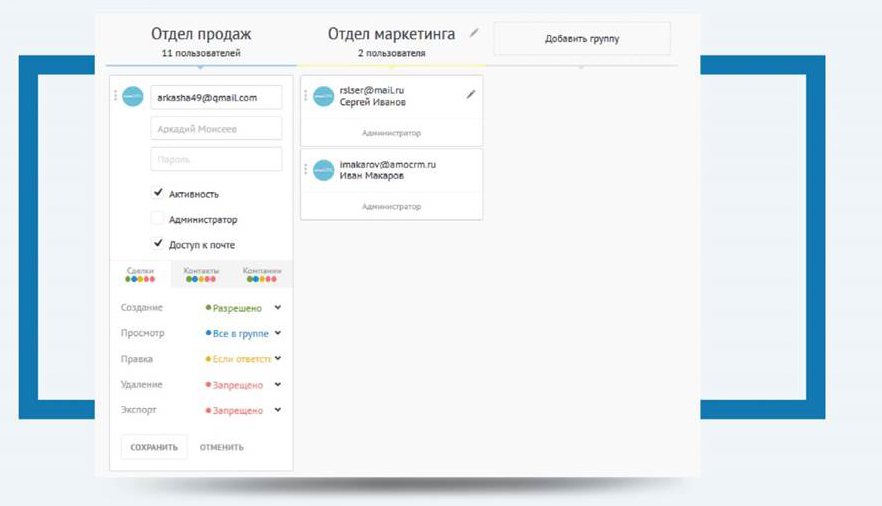 Отдел продаж
11 пользователей
Отдел маркетинга
2 пользователя
Добавить группу
arkasha49@gmail.com
Аркадий Моисеев
Пароль
Активность
Администратор
Доступ к почте
Сделки
Контакты
Компании
Создание
Разрешено
Просмотр
Все в группе
Правка
Если ответств
Удаление
Запрещено
Экспорт
Запрещено
СОХРАНИТЬ
ОТМЕНИТЬ
rslser@mail.ru
Сергей Иванов
Администратор
imakarov@amocrm.ru
Иван Макаров
Администратор